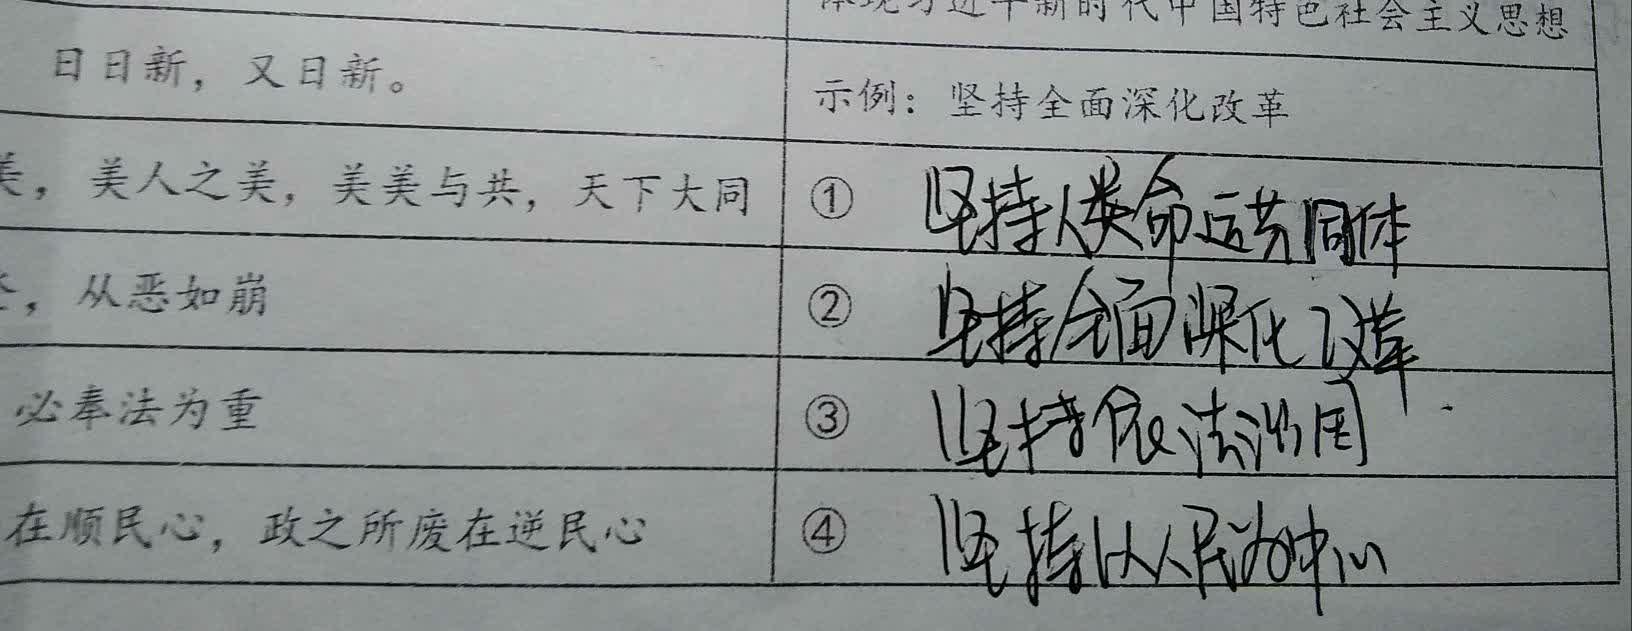 体现习近平新时代中国特色社会主义思想
日日新，又日新。
示例：坚持全面深化改革
美，美人之美，美美与共，天下大同
① 坚持人类命运共同体
，从恶如崩
② 坚持全面深化改革
必奉法为重
③ 坚持依法治国
在顺民心，政之所废在逆民心
④ 坚持以人民为中心